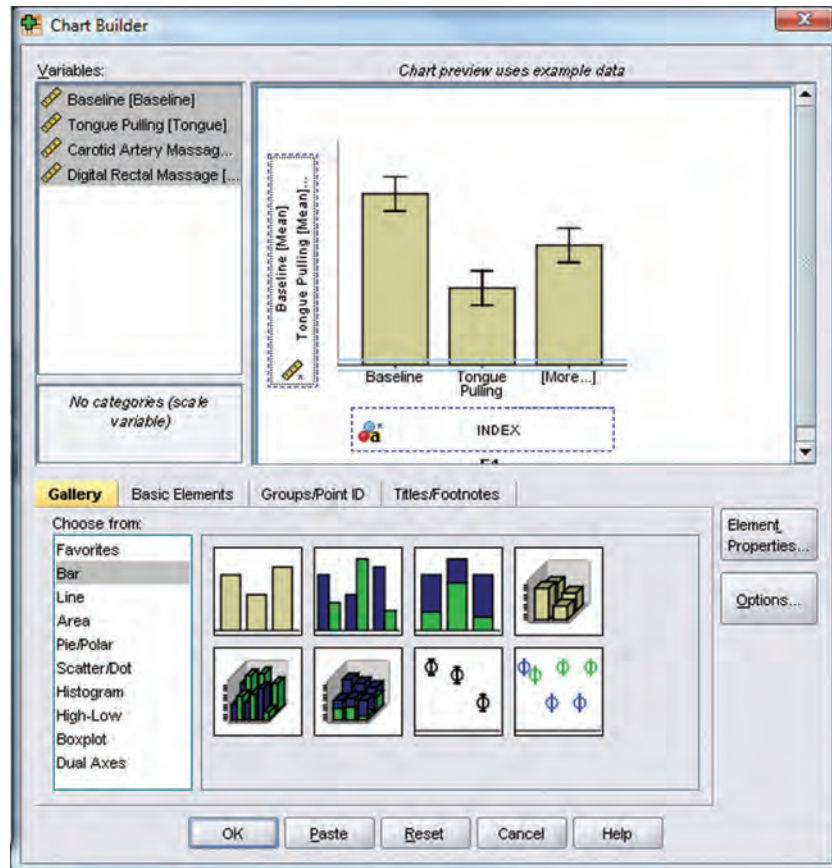 Chart Builder
Variables:
Baseline [Baseline]
Tongue Pulling [Tongue]
Carotid Artery Massag...
Digital Rectal Massage [...
No categories (scale
variable)
Chart preview uses example data
Baseline [Mean]
Tongue Pulling [Mean]...
Baseline
Tongue
Pulling
[More...]
a
INDEX
Gallery
Basic Elements
Groups/Point ID
Titles/Footnotes
Choose from:
Favorites
Bar
Line
Area
Pie/Polar
Scatter/Dot
Histogram
High-Low
Boxplot
Dual Axes
Element
Properties...
Options...
OK
Paste
Reset
Cancel
Help